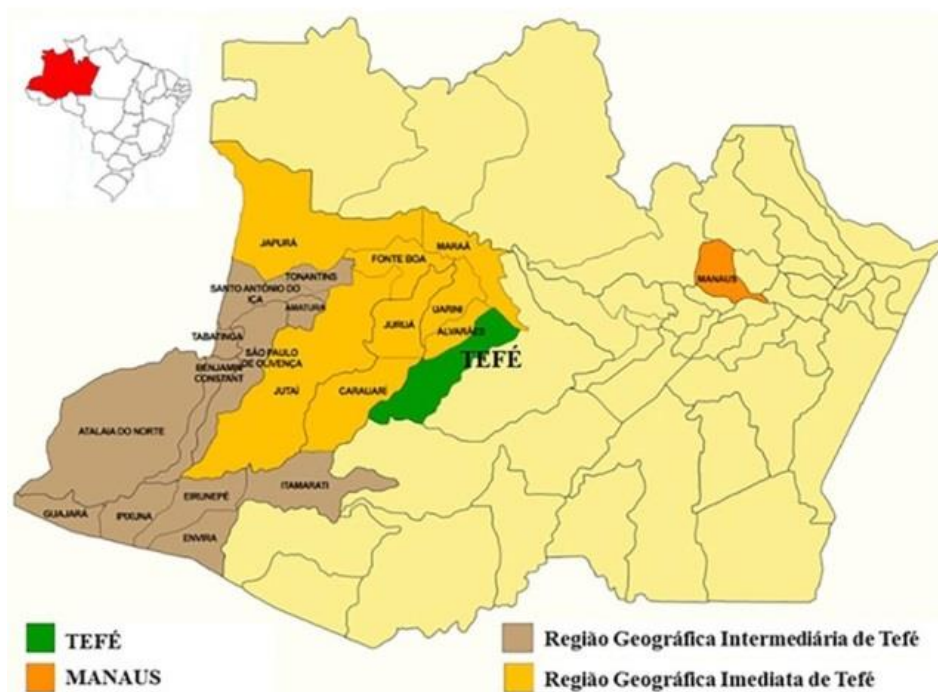 JAPURÁ
MARAÃ
FONTE BOA
TONANTINS
SANTO ANTÔNIO DO
IÇA
AMATURA
MANAUS
UARINI
JURUÁ
ALVARÃES
TABATINGA
SÃO PAULO
DE OLIVENÇA
TEFÉ
BENJAMIN
CONSTANT
JUTAÍ
CARAUARI
ATALAIA DO NORTE
ITAMARATI
EIRUNEPÉ
GUAJARÁ
IPIXUNA
ENVIRA
TEFÉ
MANAUS
Região Geográfica Intermediária de Tefé
Região Geográfica Imediata de Tefé